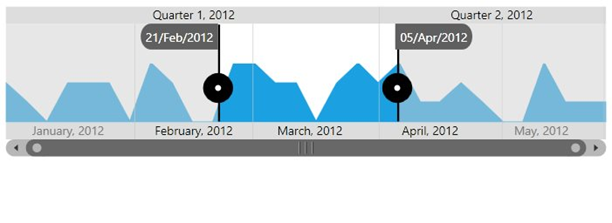 Quarter 1, 2012 Quarter 2, 2012
21/Feb/2012 05/Apr/2012
January, 2012 February, 2012 March, 2012 April, 2012 May, 2012